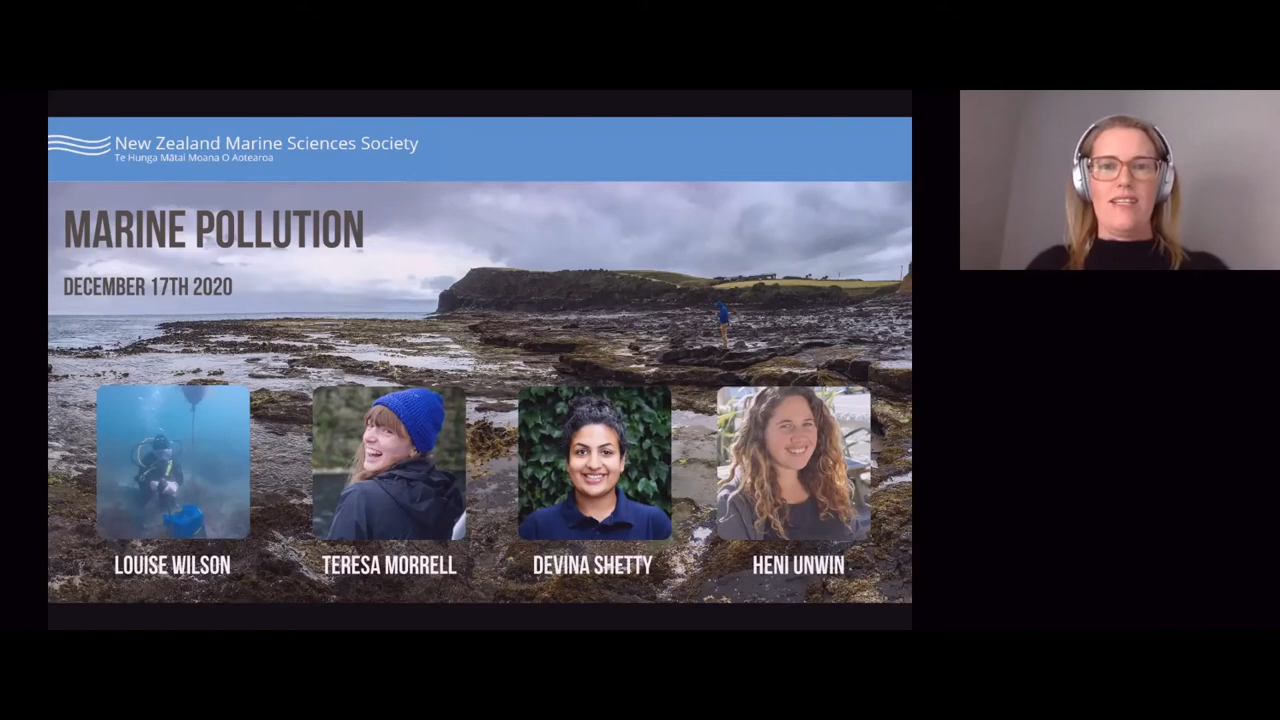 New Zealand Marine Sciences Society
Te Hunga Mātai Moana O Aotearoa
MARINE POLLUTION
DECEMBER 17TH 2020
LOUISE WILSON
TERESA MORRELL
DEVINA SHETTY
HENI UNWIN